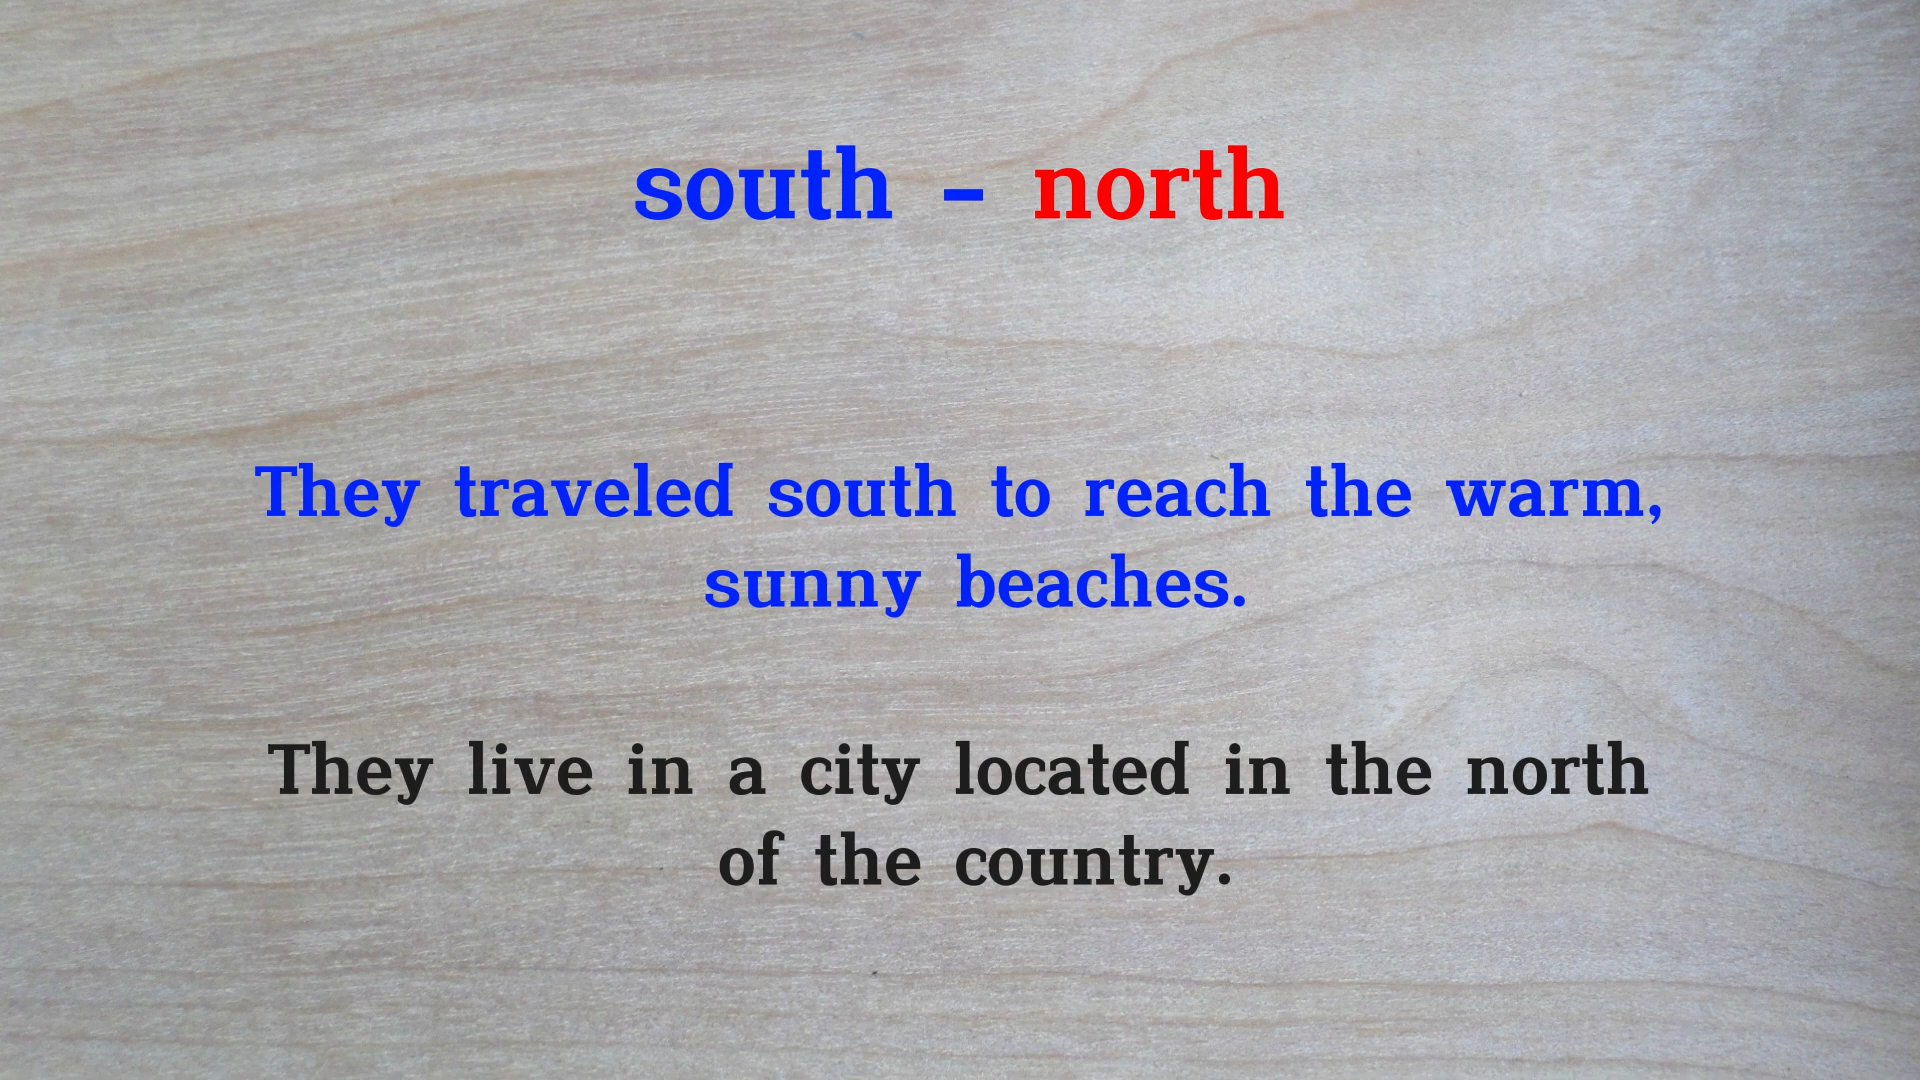 south - north
They traveled south to reach the warm,
sunny beaches.
They live in a city located in the north
of the country.